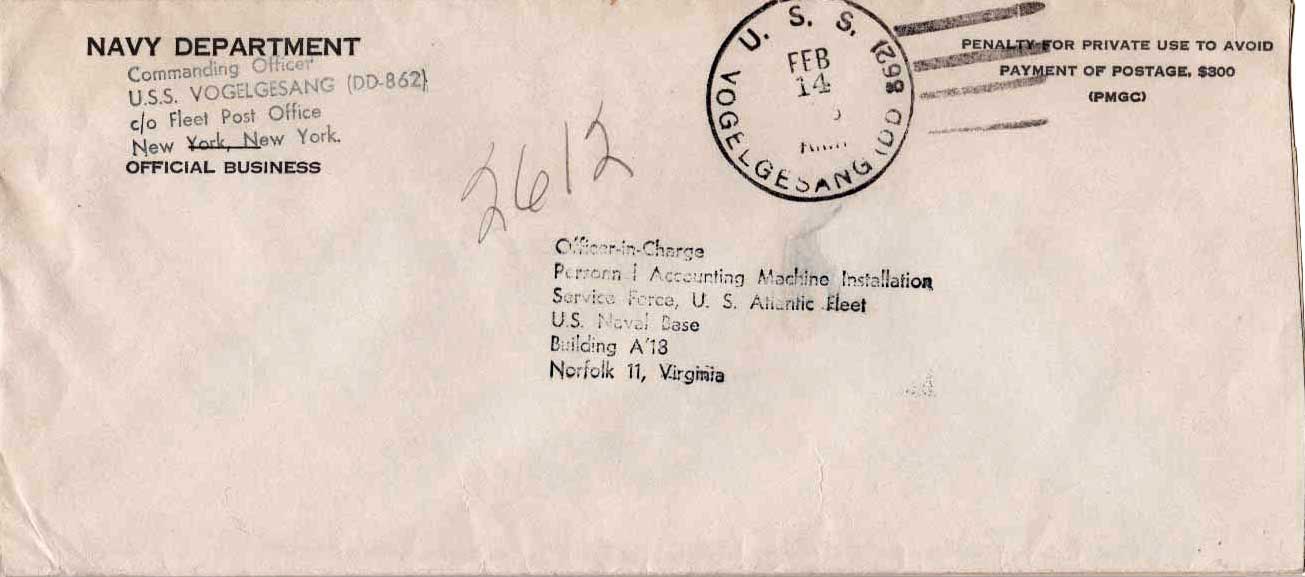 NAVY DEPARTMENT
Commanding Officer
U.S.S. VOGELGESANG (DD-862)
c/o Fleet Post Office
New York, New York.
OFFICIAL BUSINESS
U. S. S. VOGELGESANG (DD 862)
FEB
14
PENALTY FOR PRIVATE USE TO AVOID
PAYMENT OF POSTAGE, $300
(PMGC)
2612
Officer-in-Charge
Personnel Accounting Machine Installation
Service Force, U. S. Atlantic Fleet
U.S. Naval Base
Building A'13
Norfolk 11, Virginia